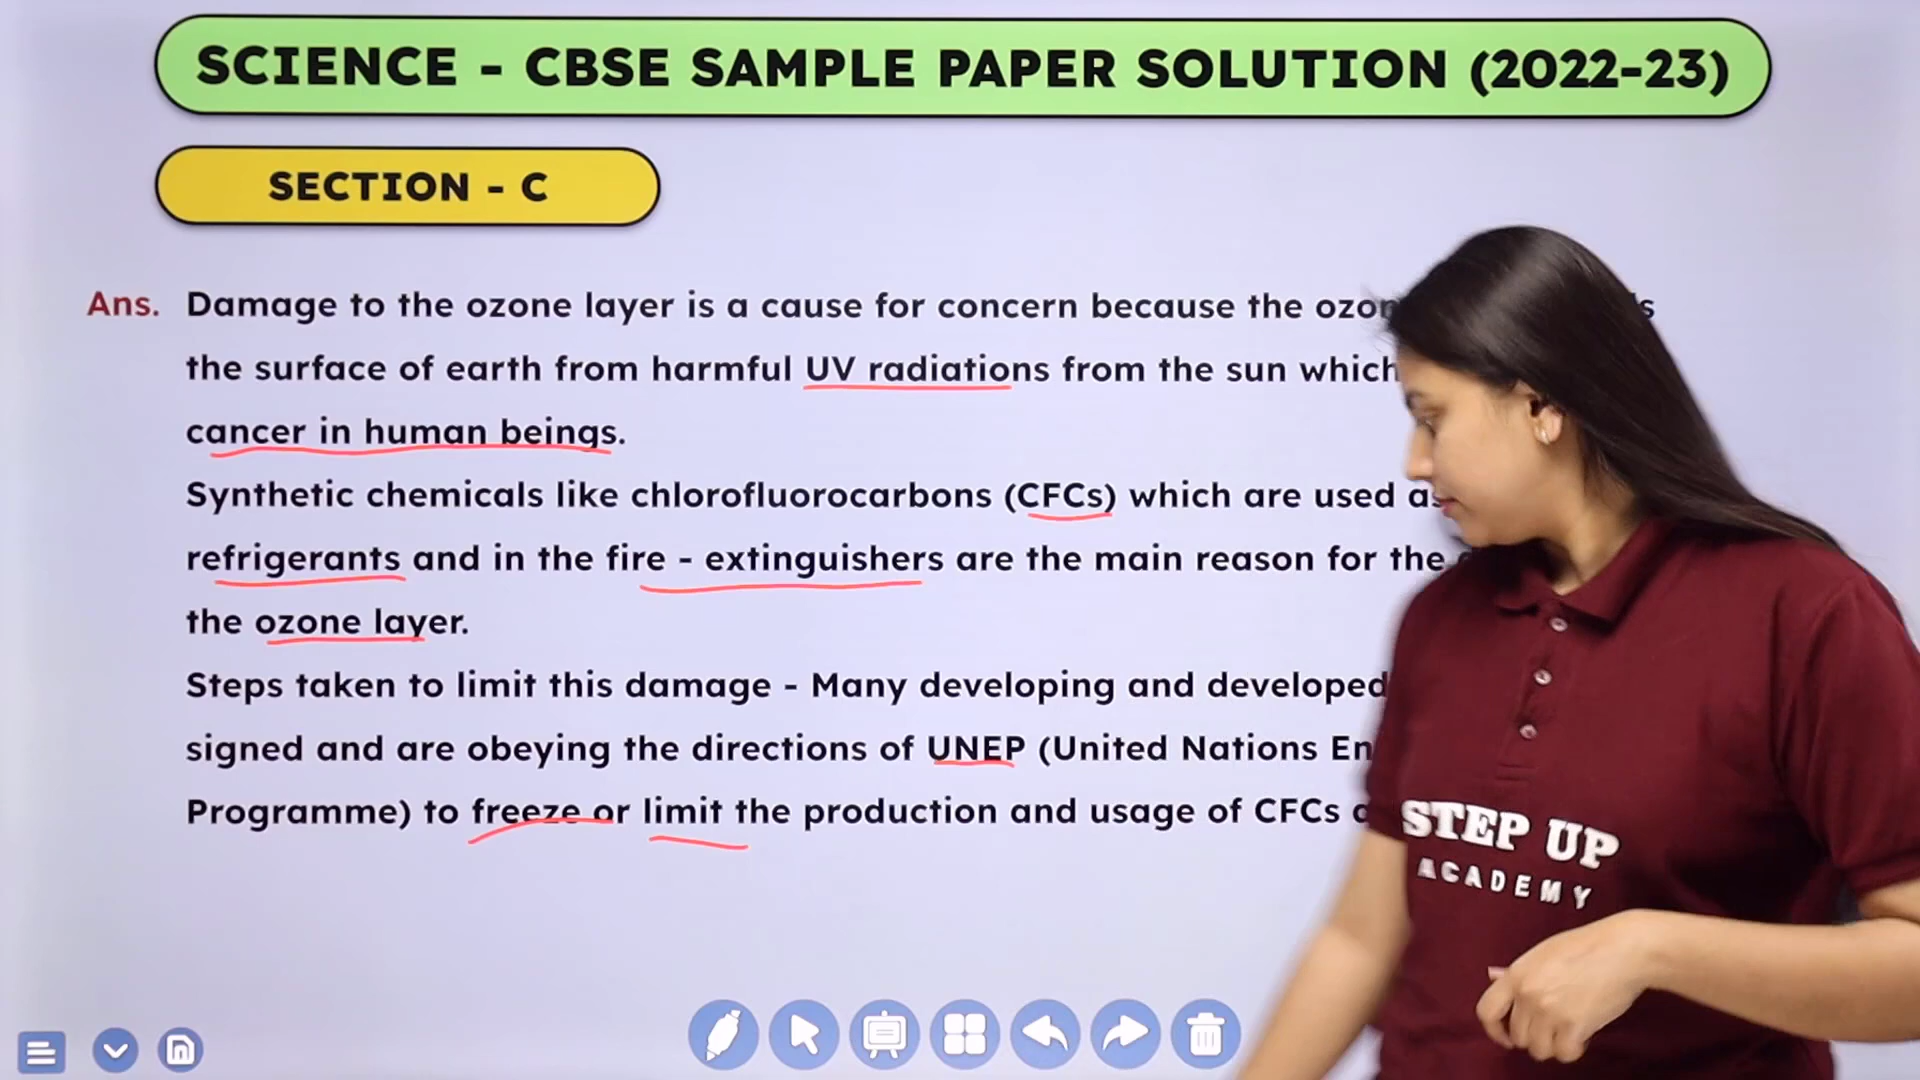 SCIENCE - CBSE SAMPLE PAPER SOLUTION (2022-23)
SECTION - C
Ans. Damage to the ozone layer is a cause for concern because the
the surface of earth from harmful UV radiations from the sun which
cancer in human beings.
Synthetic chemicals like chlorofluorocarbons (CFCs) which are used
refrigerants and in the fire - extinguishers are the main reason for the
the ozone layer.
Steps taken to limit this damage - Many developing and developed
signed and are obeying the directions of UNEP (United Nations
Programme) to freeze or limit the production and usage of CFCs
STEP UP
ACADEMY